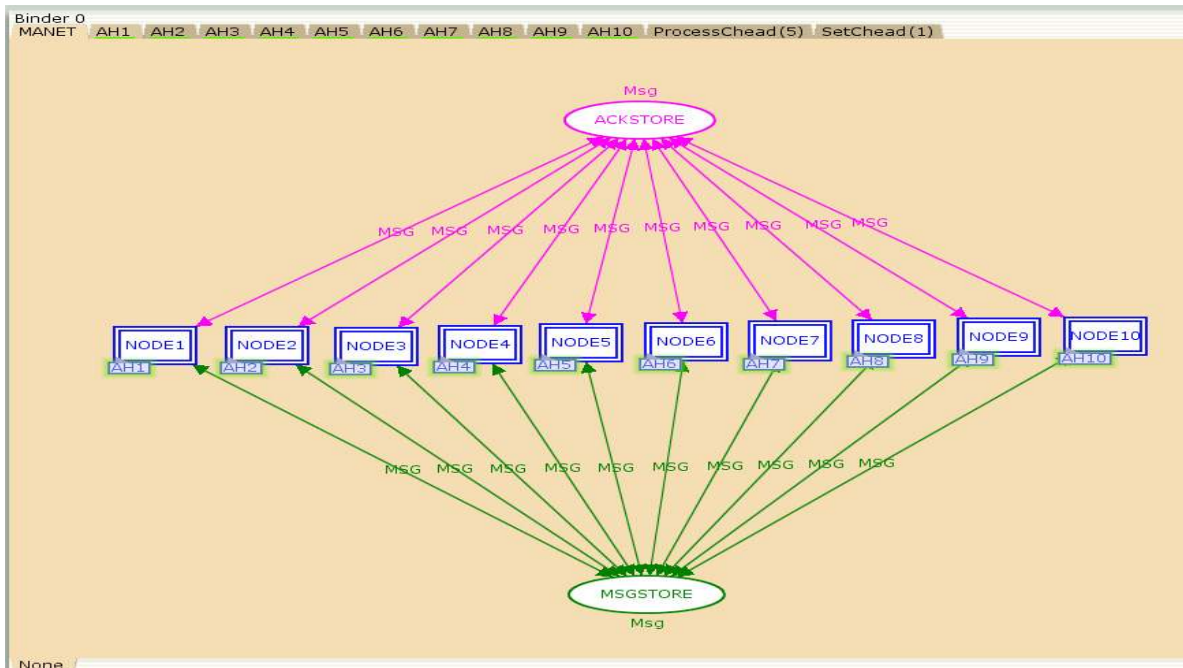 Binder 0
MANET AH1 AH2 AH3 AH4 AH5 AH6 AH7 AH8 AH9 AH10 ProcessChead(5) SetChead(1)
Msg
ACKSTORE
MSG MSG MSG MSG MSG MSG MSG MSG MSG MSG
NODE1 NODE2 NODE3 NODE4 NODE5 NODE6 NODE7 NODE8 NODE9 NODE10
AH1 AH2 AH3 AH4 AH5 AH6 AH7 AH8 AH9 AH10
MSG MSG MSG MSG MSG MSG MSG MSG MSG MSG
MSGSTORE
Msg
None